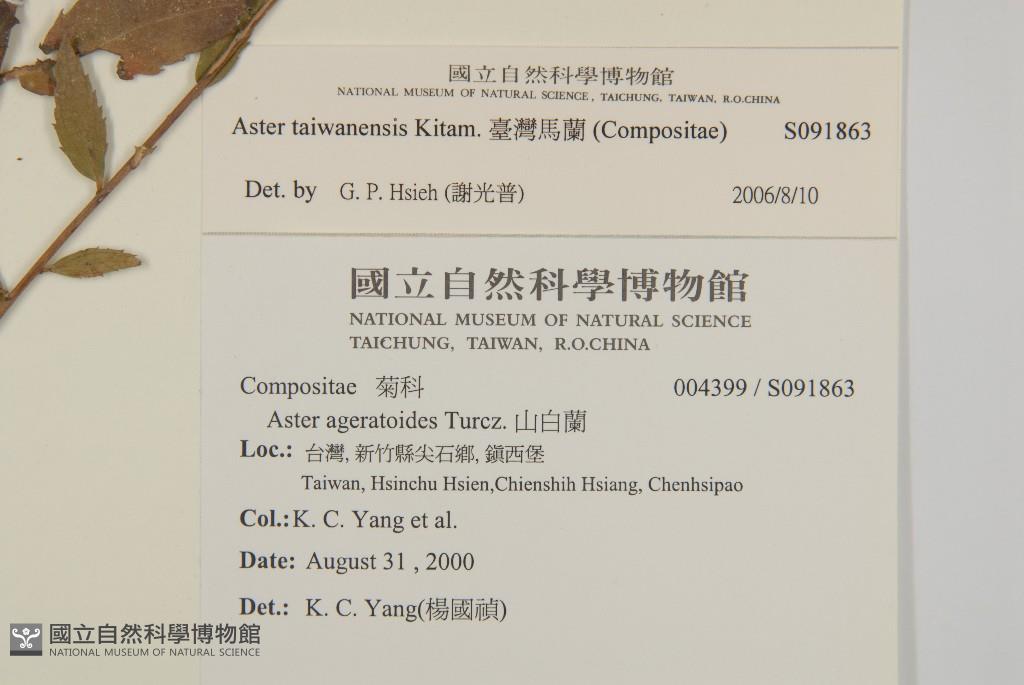 國立自然科學博物館
NATIONAL MUSEUM OF NATURAL SCIENCE, TAICHUNG, TAIWAN, R.O.CHINA
Aster taiwanensis Kitam. 臺灣馬蘭 (Compositae) S091863
Det. by G. P. Hsieh (謝光普) 2006/8/10
國立自然科學博物館
NATIONAL MUSEUM OF NATURAL SCIENCE
TAICHUNG, TAIWAN, R.O.CHINA
Compositae 菊科 004399 / S091863
Aster ageratoides Turcz. 山白蘭
Loc.: 台灣, 新竹縣尖石鄉, 鎮西堡
Taiwan, Hsinchu Hsien,Chienshih Hsiang, Chenhsipao
Col.:K. C. Yang et al.
Date: August 31 , 2000
Det.: K. C. Yang(楊國禎)
國立自然科學博物館
NATIONAL MUSEUM OF NATURAL SCIENCE